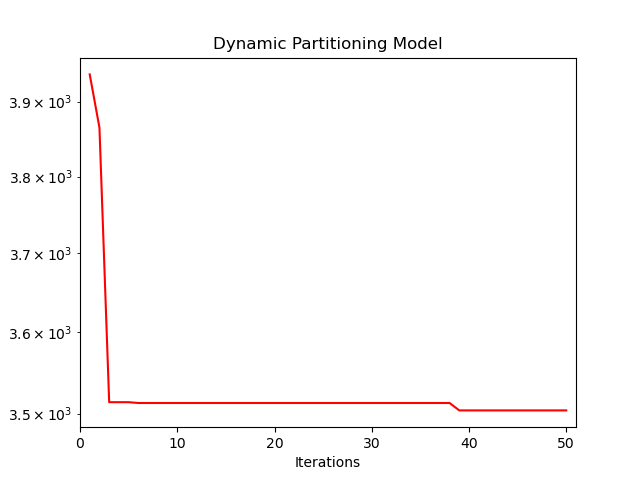 Dynamic Partitioning Model
3.9 × 10³
3.8 × 10³
3.7 × 10³
3.6 × 10³
3.5 × 10³
0 10 20 30 40 50
Iterations